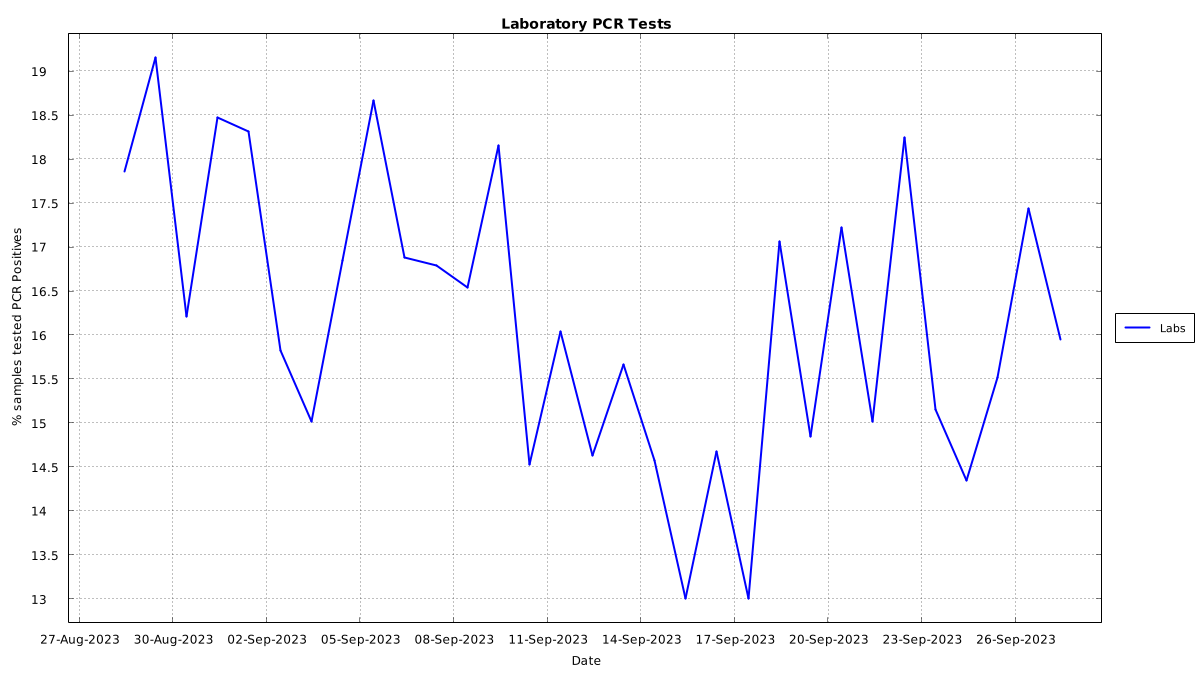 Laboratory PCR Tests
% samples tested PCR Positives
19
18.5
18
17.5
17
16.5
16
15.5
15
14.5
14
13.5
13
27-Aug-2023 30-Aug-2023 02-Sep-2023 05-Sep-2023 08-Sep-2023 11-Sep-2023 14-Sep-2023 17-Sep-2023 20-Sep-2023 23-Sep-2023 26-Sep-2023
Date
Labs